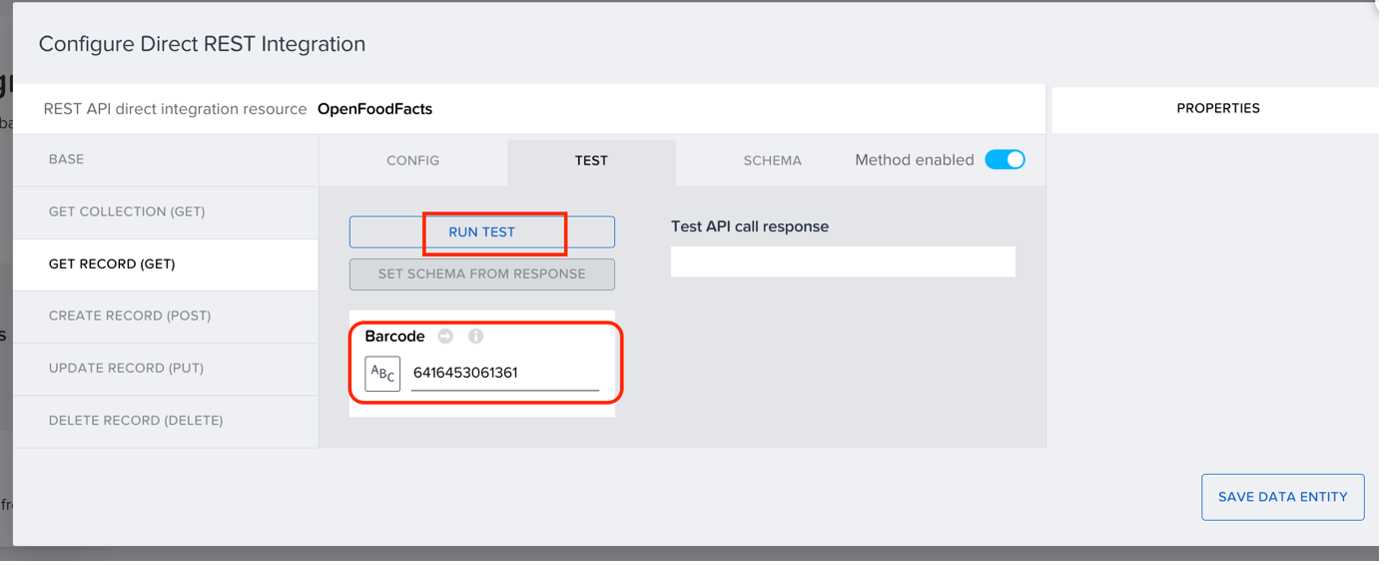 Configure Direct REST Integration
REST API direct integration resource OpenFoodFacts
PROPERTIES
BASE
CONFIG
TEST
SCHEMA
Method enabled
GET COLLECTION (GET)
GET RECORD (GET)
CREATE RECORD (POST)
UPDATE RECORD (PUT)
DELETE RECORD (DELETE)
RUN TEST
SET SCHEMA FROM RESPONSE
Barcode
ABC
6416453061361
Test API call response
SAVE DATA ENTITY